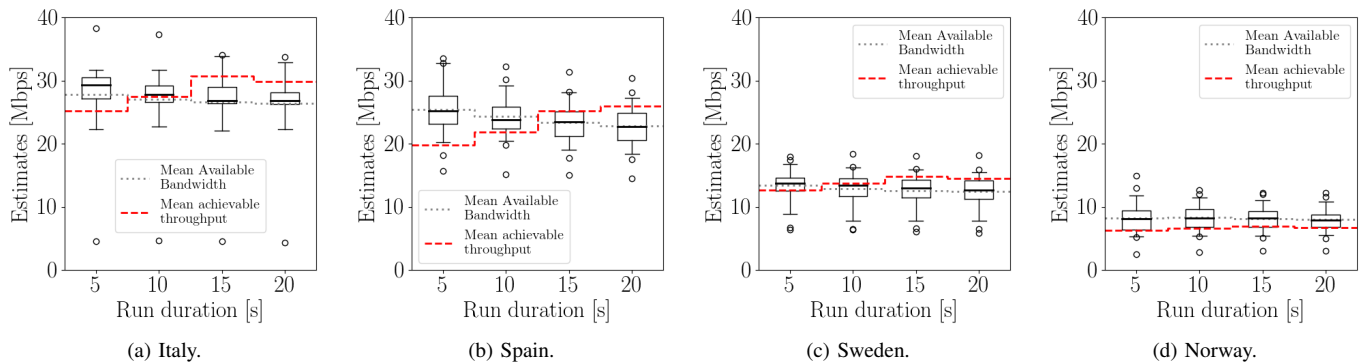 40
30
20
10
0
Estimates [Mbps]
Mean Available
Bandwidth
Mean achievable
throughput
5 10 15 20
Run duration [s]
(a) Italy.
40
30
20
10
0
Estimates [Mbps]
Mean Available
Bandwidth
Mean achievable
throughput
5 10 15 20
Run duration [s]
(b) Spain.
40
30
20
10
0
Estimates [Mbps]
Mean Available
Bandwidth
Mean achievable
throughput
5 10 15 20
Run duration [s]
(c) Sweden.
40
30
20
10
0
Estimates [Mbps]
Mean Available
Bandwidth
Mean achievable
throughput
5 10 15 20
Run duration [s]
(d) Norway.